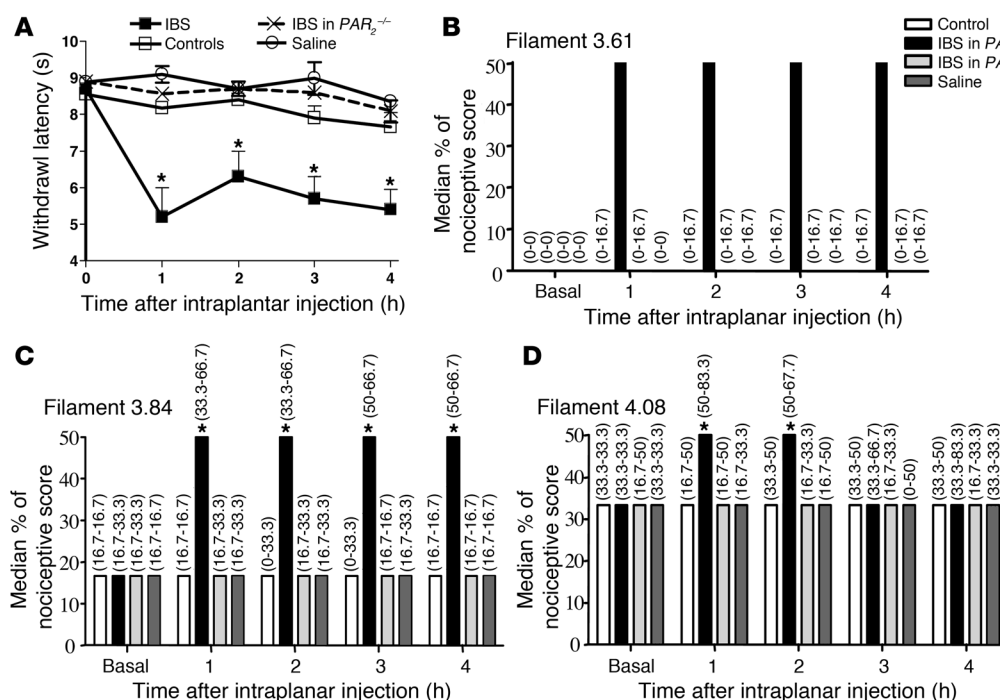 A
IBS
IBS in PAR₂⁻/⁻
Controls
Saline
Withdrawl latency (s)
10
9
8
7
6
5
4
*
*
*
*
0 1 2 3 4
Time after intraplantar injection (h)
B
Filament 3.61
Control
IBS in PA
IBS in PA
Saline
Median % of
nociceptive score
50
40
30
20
10
0
(0-0)
(0-0)
(0-0)
(0-0)
(0-16.7)
(0-16.7)
(0-0)
(0-16.7)
(0-16.7)
(0-16.7)
(0-16.7)
(0-16.7)
(0-16.7)
(0-16.7)
(0-16.7)
(0-16.7)
Basal 1 2 3 4
Time after intraplanar injection (h)
C
Filament 3.84
Median % of
nociceptive score
50
40
30
20
10
0
(16.7-16.7)
(16.7-33.3)
(16.7-33.3)
(16.7-16.7)
(16.7-16.7)
* (33.3-66.7)
(16.7-33.3)
(16.7-33.3)
(0-33.3)
* (33.3-66.7)
(16.7-33.3)
(16.7-33.3)
(0-33.3)
* (50-66.7)
(16.7-16.7)
(16.7-33.3)
(16.7-16.7)
* (50-66.7)
(16.7-16.7)
(16.7-16.7)
Basal 1 2 3 4
Time after intraplanar injection (h)
D
Filament 4.08
Median % of
nociceptive score
50
40
30
20
10
0
(33.3-33.3)
(33.3-33.3)
(16.7-50)
(33.3-33.3)
(16.7-50)
* (50-83.3)
(16.7-50)
(16.7-33.3)
(33.3-50)
* (50-67.7)
(16.7-50)
(16.7-50)
(33.3-50)
(33.3-66.7)
(16.7-33.3)
(0-50)
(33.3-50)
(33.3-83.3)
(16.7-33.3)
(33.3-33.3)
Basal 1 2 3 4
Time after intraplanar injection (h)